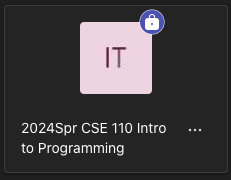 IT
2024Spr CSE 110 Intro
to Programming